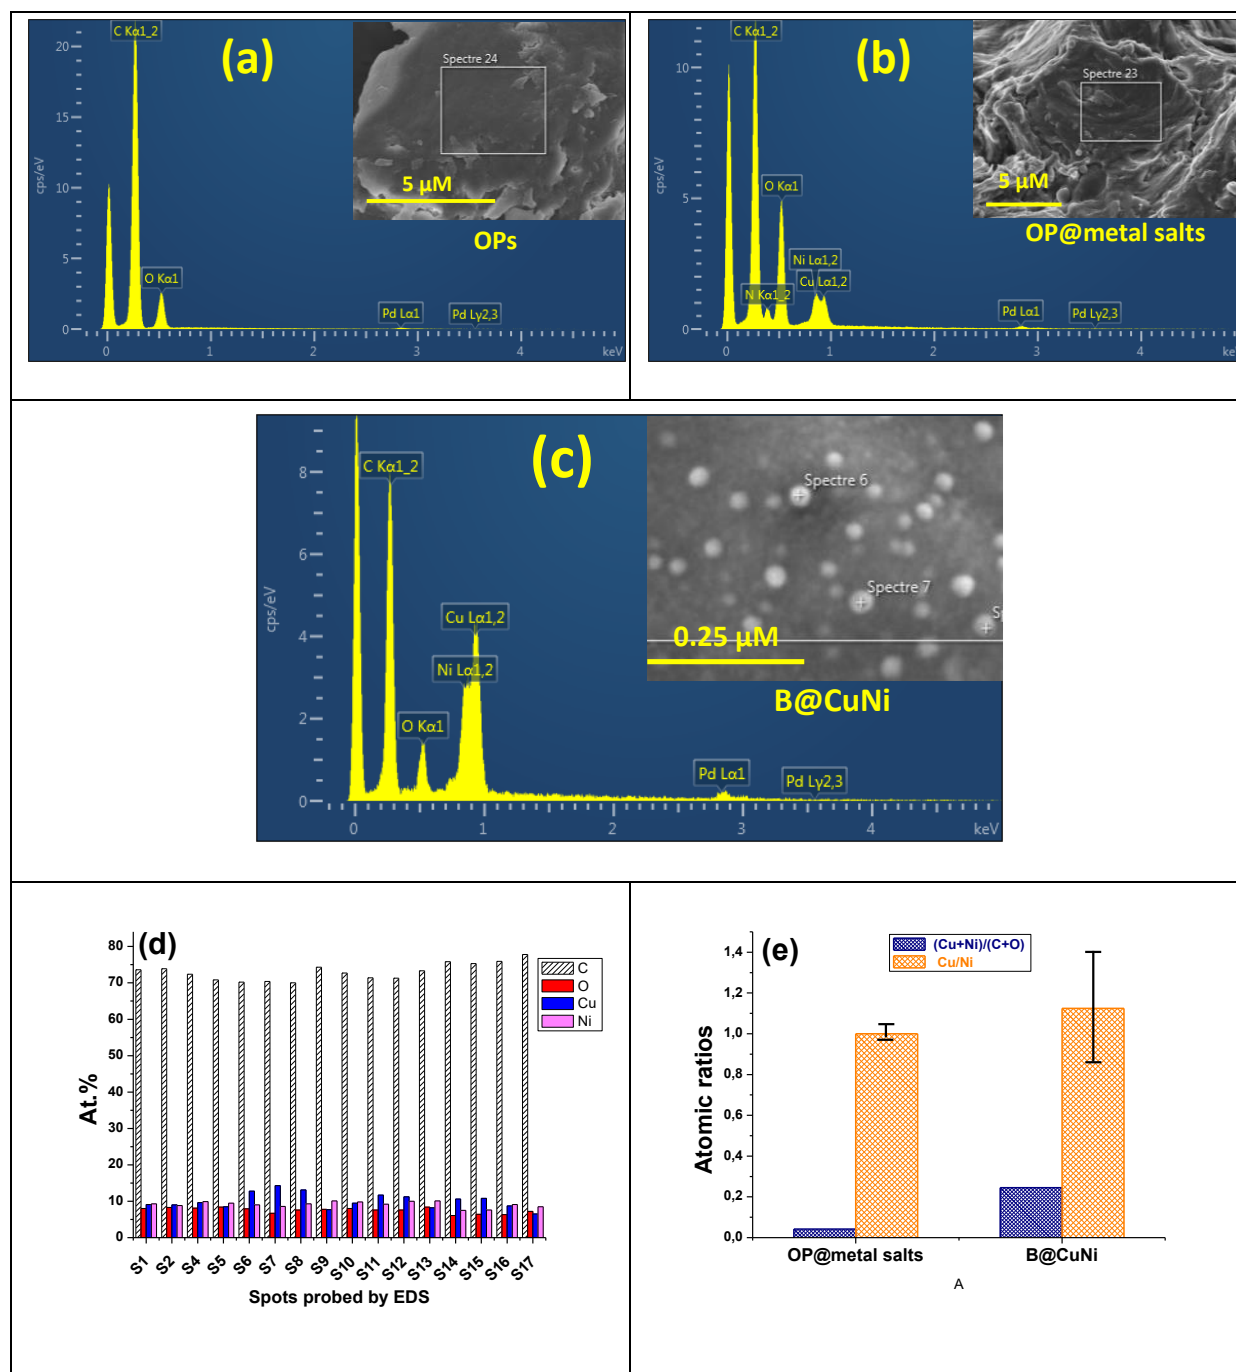 (a)
C Kα1_2
O Kα1
Pd Lα1
Pd Lγ2,3
20
15
10
5
0
cps/eV
0
1
2
3
4
keV
Spectre 24
5 µM
OPs
(b)
C Kα1_2
O Kα1
Ni Lα1,2
N Kα1_2
Cu Lα1,2
Pd Lα1
Pd Lγ2,3
10
5
0
cps/eV
0
1
2
3
4
keV
Spectre 23
5 µM
OP@metal salts
(c)
C Kα1_2
Cu Lα1,2
Ni Lα1,2
O Kα1
Pd Lα1
Pd Lγ2,3
8
6
4
2
0
cps/eV
0
1
2
3
4
keV
Spectre 6
Spectre 7
Sp
0.25 µM
B@CuNi
(d)
C
O
Cu
Ni
80
70
60
50
40
30
20
10
0
At.%
S1 S2 S4 S5 S6 S7 S8 S9 S10 S11 S12 S13 S14 S15 S16 S17
Spots probed by EDS
(e)
(Cu+Ni)/(C+O)
Cu/Ni
1,4
1,2
1,0
0,8
0,6
0,4
0,2
0,0
Atomic ratios
OP@metal salts B@CuNi
A